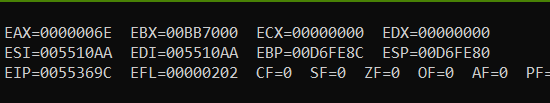 EAX=0000006E EBX=00BB7000 ECX=00000000 EDX=00000000
ESI=005510AA EDI=005510AA EBP=00D6FE8C ESP=00D6FE80
EIP=0055369C EFL=00000202 CF=0 SF=0 ZF=0 OF=0 AF=0 PF=